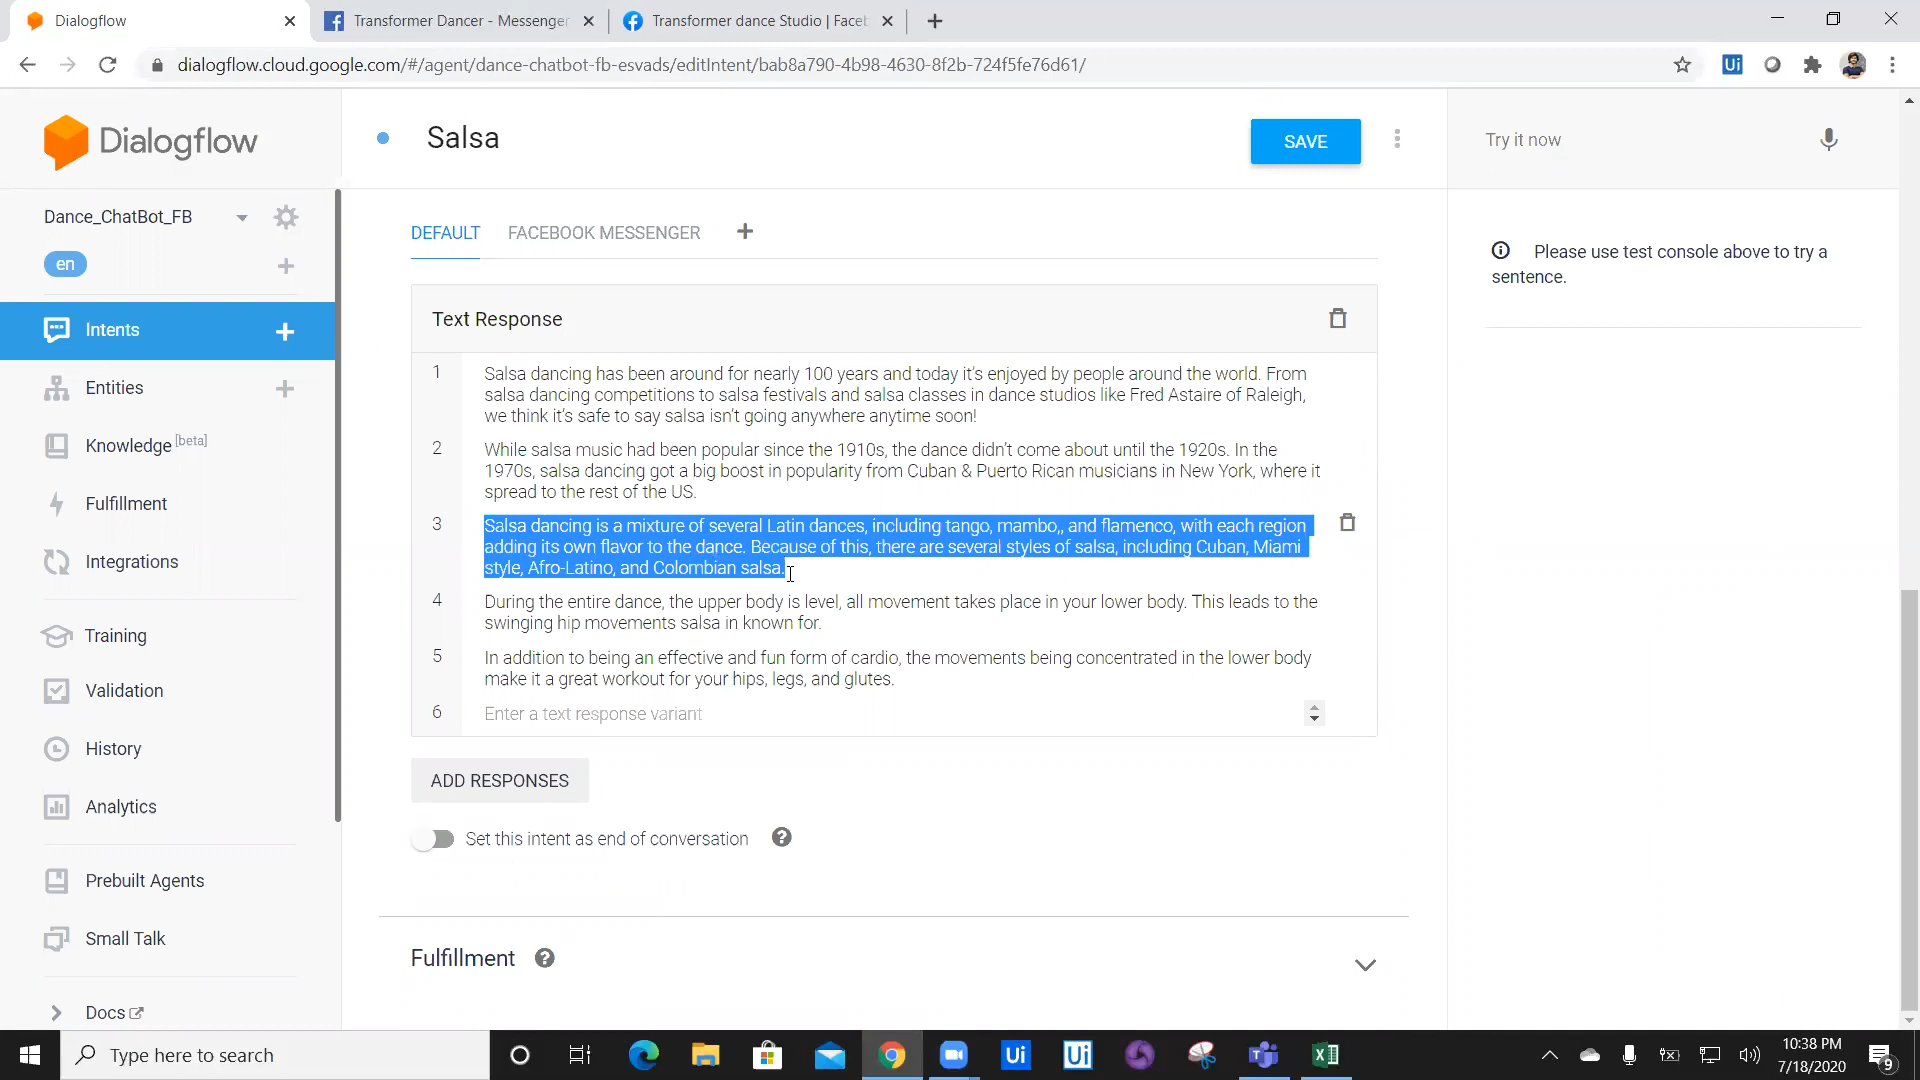 Dialogflow
Transformer Dancer - Messenger
Transformer dance Studio | Faceb
dialogflow.cloud.google.com/#/agent/dance-chatbot-fb-esvads/editIntent/bab8a790-4b98-4630-8f2b-724f5fe76d61/
Ui
Dialogflow
Salsa
SAVE
Try it now
Dance_ChatBot_FB
en
DEFAULT
FACEBOOK MESSENGER
Please use test console above to try a
sentence.
Intents
Entities
Knowledge [beta]
Fulfillment
Integrations
Training
Validation
History
Analytics
Prebuilt Agents
Small Talk
Docs
Text Response
1 Salsa dancing has been around for nearly 100 years and today it's enjoyed by people around the world. From
salsa dancing competitions to salsa festivals and salsa classes in dance studios like Fred Astaire of Raleigh,
we think it's safe to say salsa isn't going anywhere anytime soon!
2 While salsa music had been popular since the 1910s, the dance didn't come about until the 1920s. In the
1970s, salsa dancing got a big boost in popularity from Cuban & Puerto Rican musicians in New York, where it
spread to the rest of the US.
3 Salsa dancing is a mixture of several Latin dances, including tango, mambo,, and flamenco, with each region
adding its own flavor to the dance. Because of this, there are several styles of salsa, including Cuban, Miami
style, Afro-Latino, and Colombian salsa.
4 During the entire dance, the upper body is level, all movement takes place in your lower body. This leads to the
swinging hip movements salsa in known for.
5 In addition to being an effective and fun form of cardio, the movements being concentrated in the lower body
make it a great workout for your hips, legs, and glutes.
6 Enter a text response variant
ADD RESPONSES
Set this intent as end of conversation
Fulfillment
Type here to search
Ui
Ui
10:38 PM
7/18/2020
9